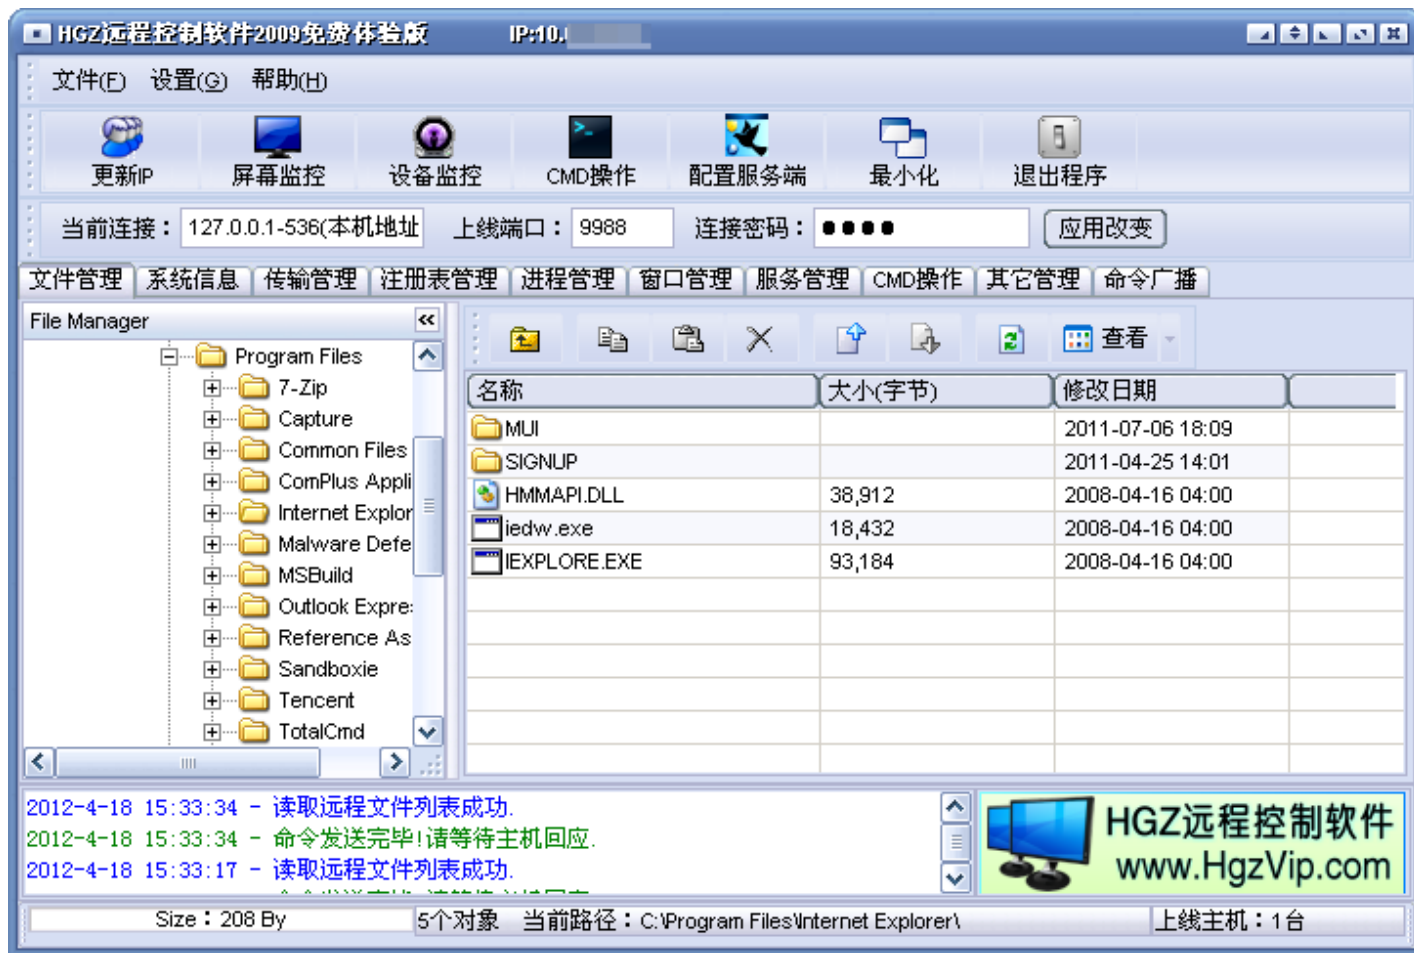 HGZ远程控制软件2009免费体验版 IP:10.
文件(F) 设置(G) 帮助(H)
更新IP 屏幕监控 设备监控 CMD操作 配置服务端 最小化 退出程序
当前连接： 127.0.0.1-536(本机地址 上线端口： 9988 连接密码： ●●●● 应用改变
文件管理 系统信息 传输管理 注册表管理 进程管理 窗口管理 服务管理 CMD操作 其它管理 命令广播
File Manager
查看
Program Files
7-Zip
Capture
Common Files
ComPlus Appli
Internet Explor
Malware Defe
MSBuild
Outlook Expre
Reference As
Sandboxie
Tencent
TotalCmd
名称 大小(字节) 修改日期
MUI 2011-07-06 18:09
SIGNUP 2011-04-25 14:01
HMMAPI.DLL 38,912 2008-04-16 04:00
iedw.exe 18,432 2008-04-16 04:00
IEXPLORE.EXE 93,184 2008-04-16 04:00
2012-4-18 15:33:34 - 读取远程文件列表成功.
2012-4-18 15:33:34 - 命令发送完毕!请等待主机回应.
2012-4-18 15:33:17 - 读取远程文件列表成功.
HGZ远程控制软件
www.HgzVip.com
Size：208 By 5个对象 当前路径：C:\Program Files\Internet Explorer\ 上线主机：1台